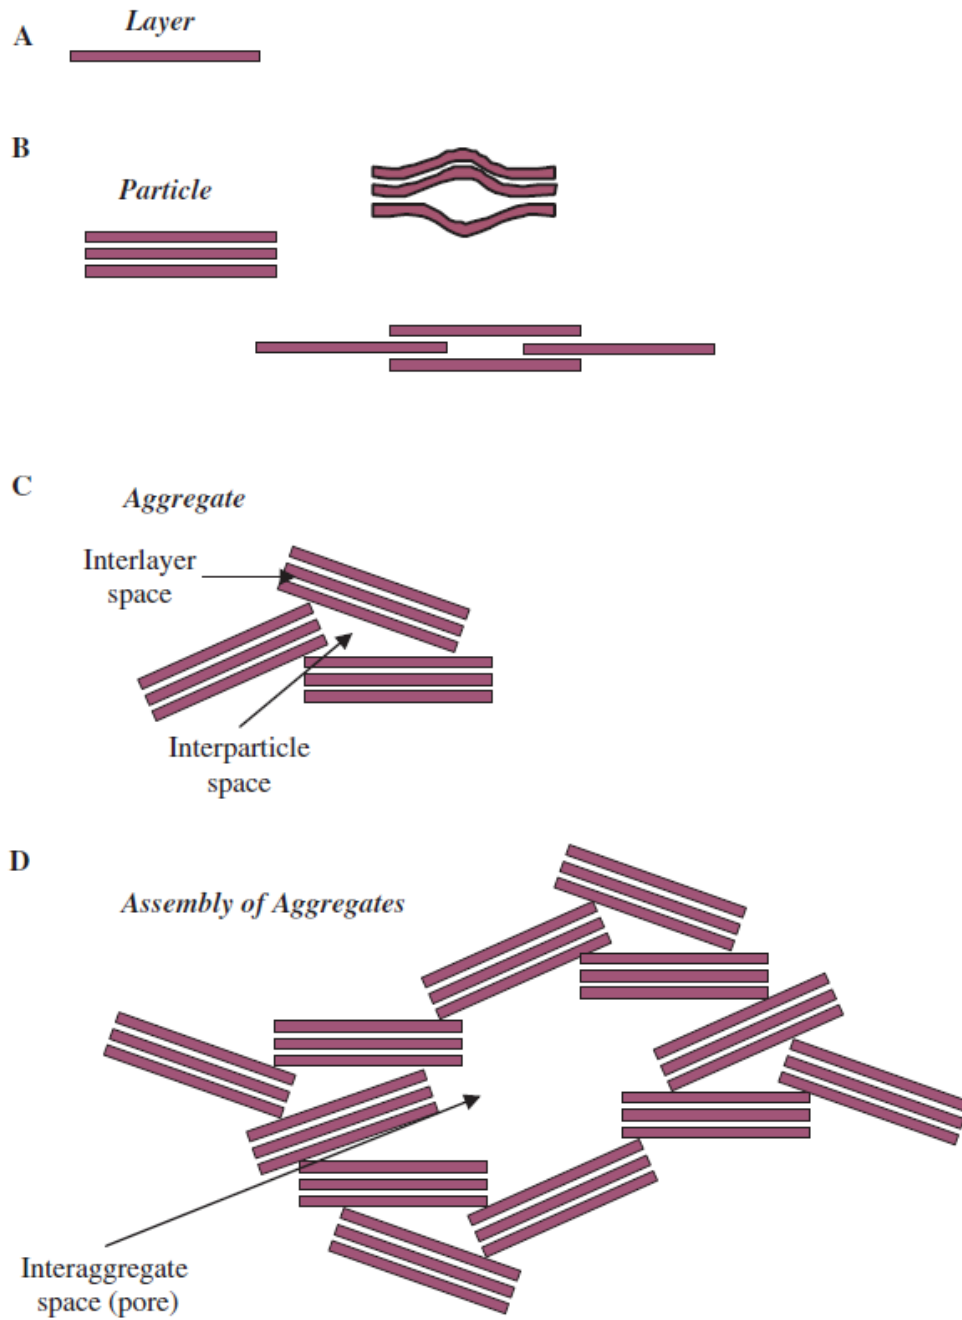 A
Layer
B
Particle
C
Aggregate
Interlayer
space
Interparticle
space
D
Assembly of Aggregates
Interaggregate
space (pore)